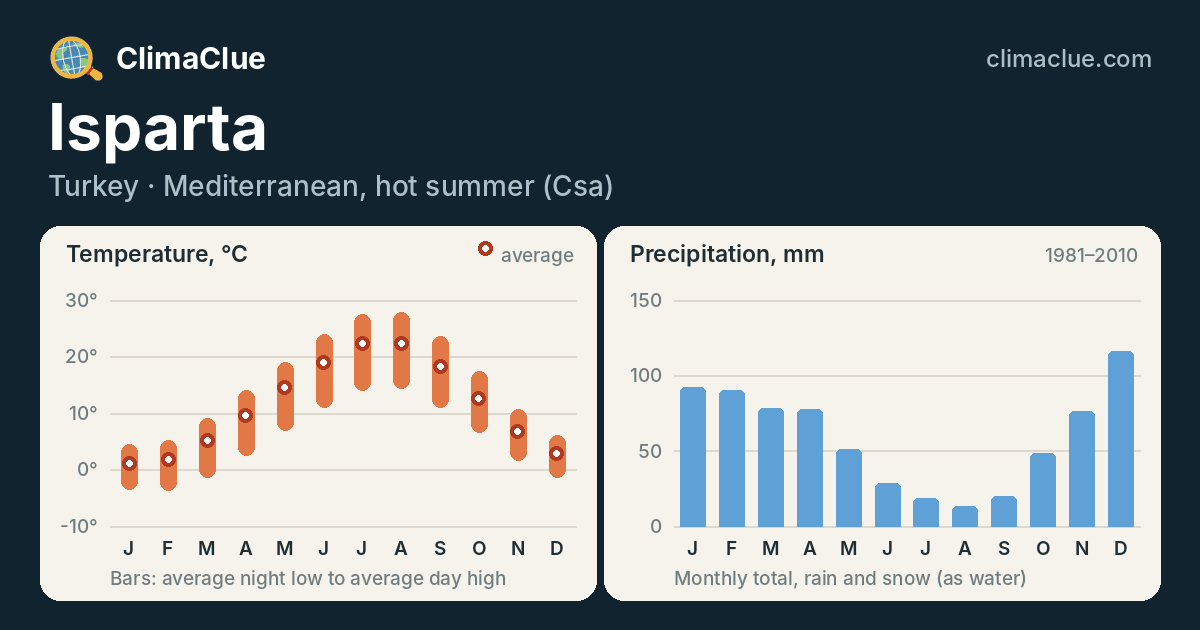 ClimaClue
climaclue.com
Isparta
Turkey · Mediterranean, hot summer (Csa)
Temperature, °C
average
30°
20°
10°
0°
-10°
J F M A M J J A S O N D
Bars: average night low to average day high
Precipitation, mm
1981–2010
150
100
50
0
J F M A M J J A S O N D
Monthly total, rain and snow (as water)